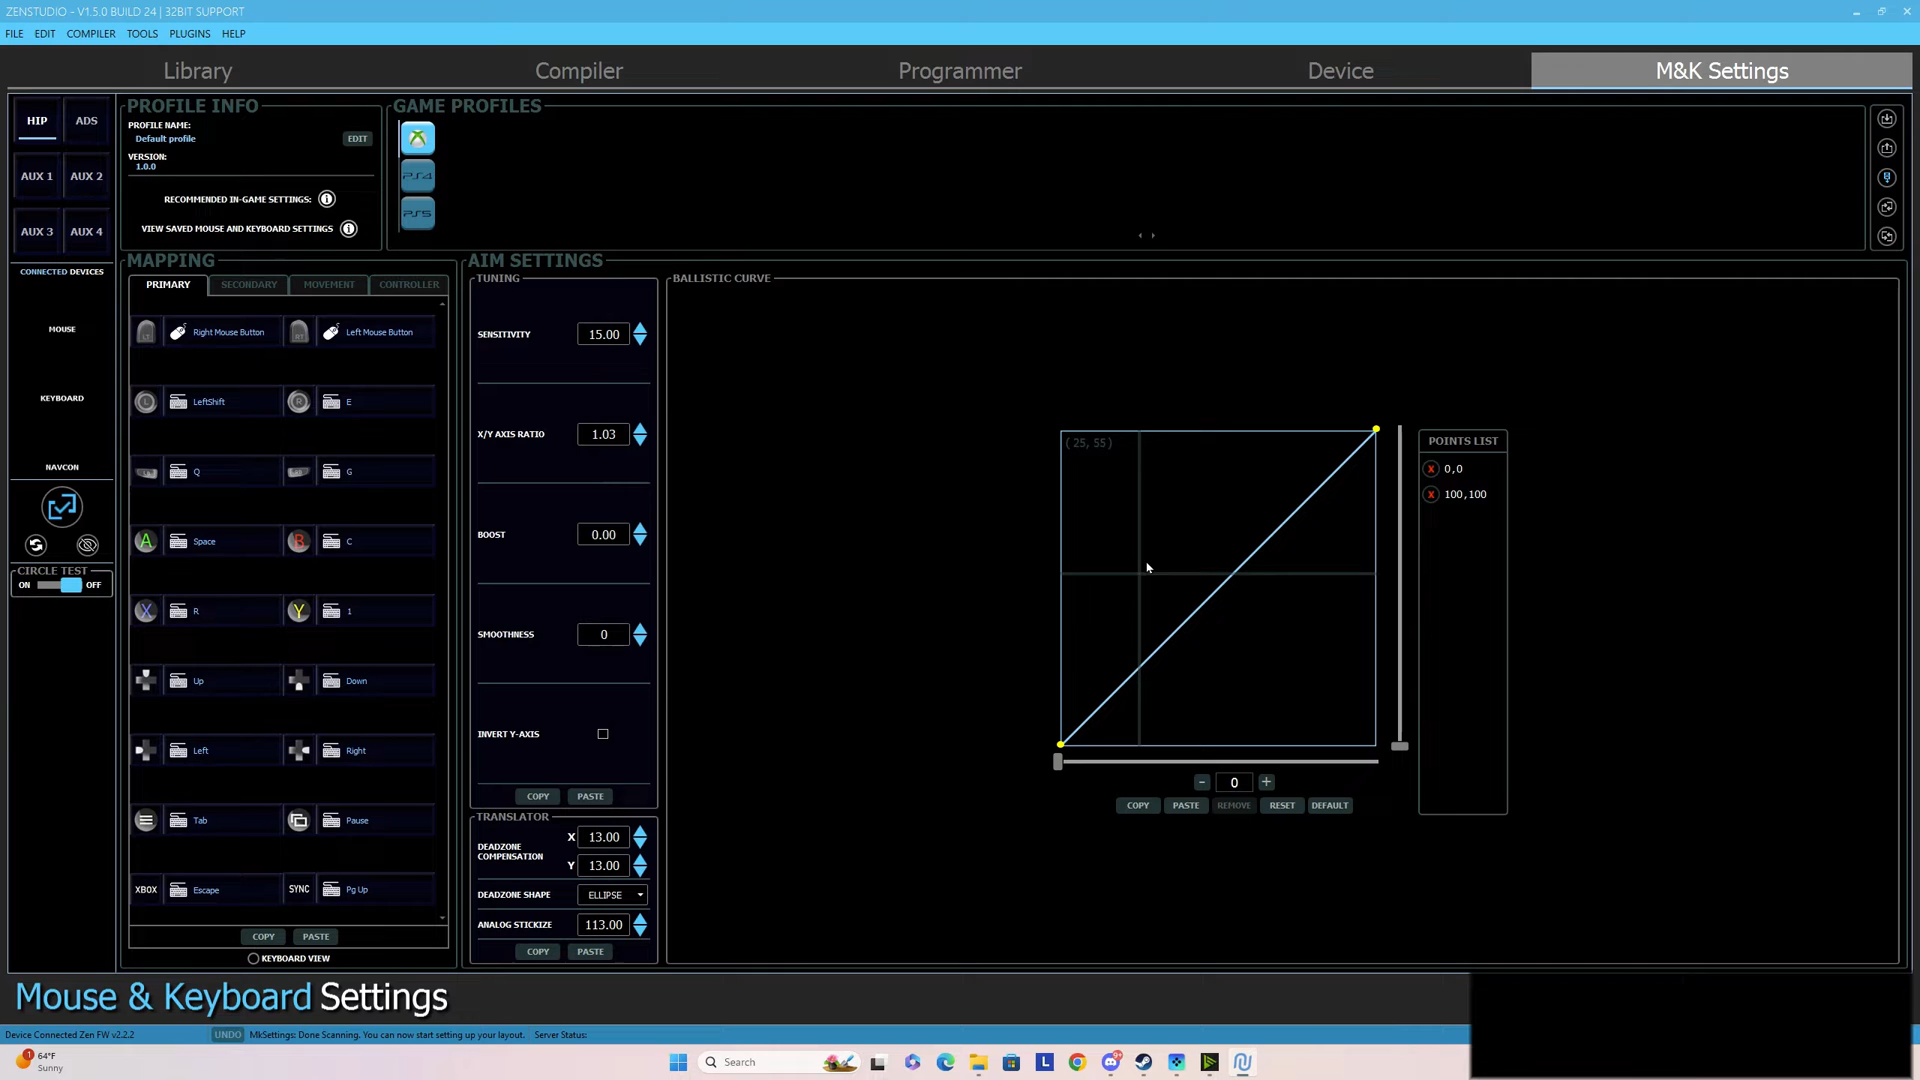 ZENSTUDIO - V1.5.0 BUILD 24 | 32BIT SUPPORT
FILE EDIT COMPILER TOOLS PLUGINS HELP
Library Compiler Programmer Device M&K Settings
HIP ADS
AUX 1 AUX 2
AUX 3 AUX 4
CONNECTED DEVICES
MOUSE
KEYBOARD
NAVCON
CIRCLE TEST
ON OFF
PROFILE INFO
PROFILE NAME:
Default profile
EDIT
VERSION:
1.0.0
RECOMMENDED IN-GAME SETTINGS:
VIEW SAVED MOUSE AND KEYBOARD SETTINGS
GAME PROFILES
PS4
PS5
MAPPING
PRIMARY SECONDARY MOVEMENT CONTROLLER
LT Right Mouse Button RT Left Mouse Button
L LeftShift R E
Q G
A Space B C
X R Y 1
Up Down
Left Right
Tab Pause
XBOX Escape SYNC Pg Up
COPY PASTE
KEYBOARD VIEW
AIM SETTINGS
TUNING
SENSITIVITY 15.00
X/Y AXIS RATIO 1.03
BOOST 0.00
SMOOTHNESS 0
INVERT Y-AXIS
COPY PASTE
TRANSLATOR
DEADZONE COMPENSATION X 13.00
Y 13.00
DEADZONE SHAPE ELLIPSE
ANALOG STICKIZE 113.00
COPY PASTE
BALLISTIC CURVE
(25, 55)
- 0 +
COPY PASTE REMOVE RESET DEFAULT
POINTS LIST
X 0,0
X 100,100
Mouse & Keyboard Settings
Device Connected Zen FW v2.2.2 UNDO MkSettings: Done Scanning. You can now start setting up your layout. Server Status:
1 64°F
Sunny
Search
L
9+